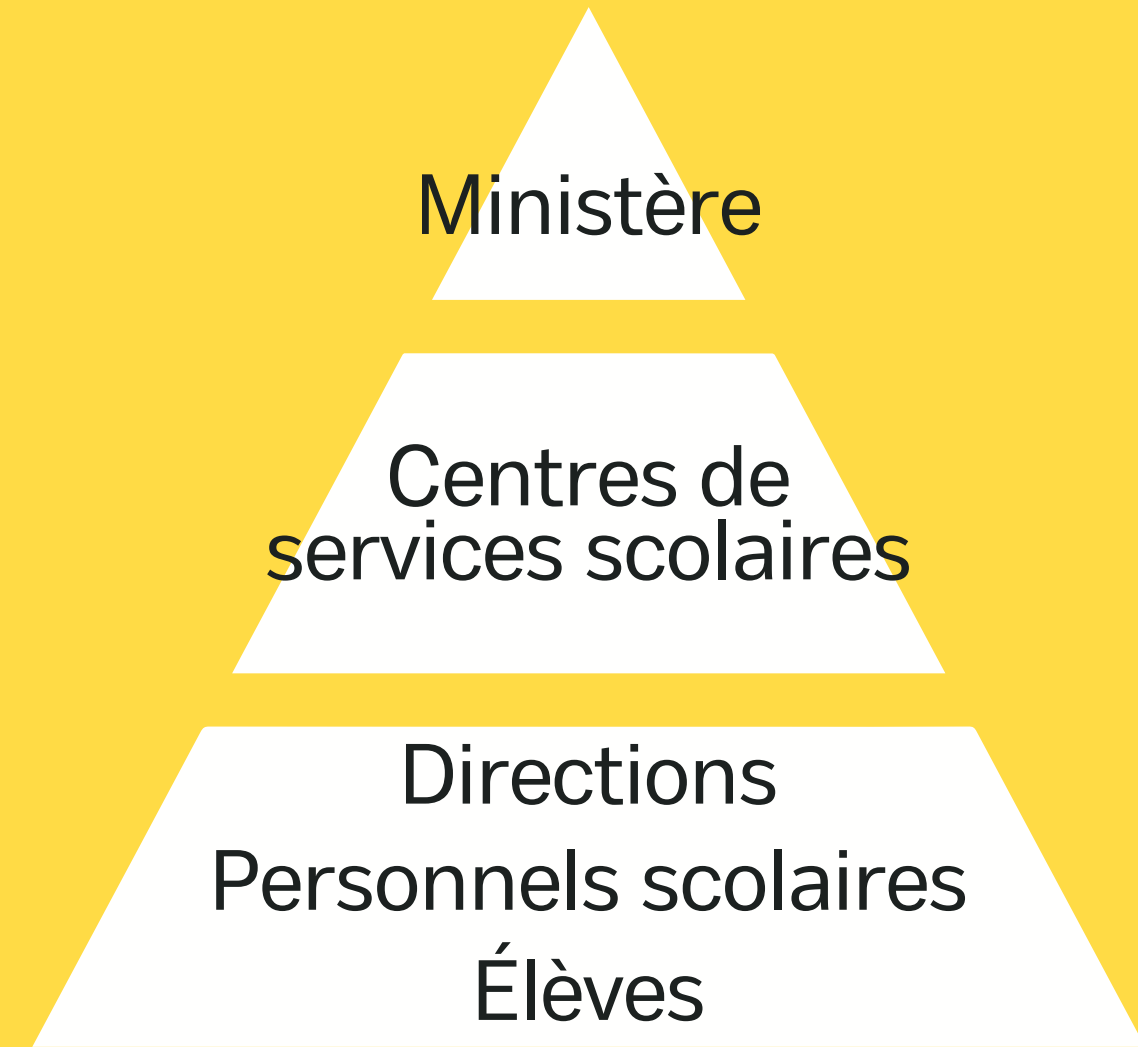 Ministère
Centres de
services scolaires
Directions
Personnels scolaires
Élèves